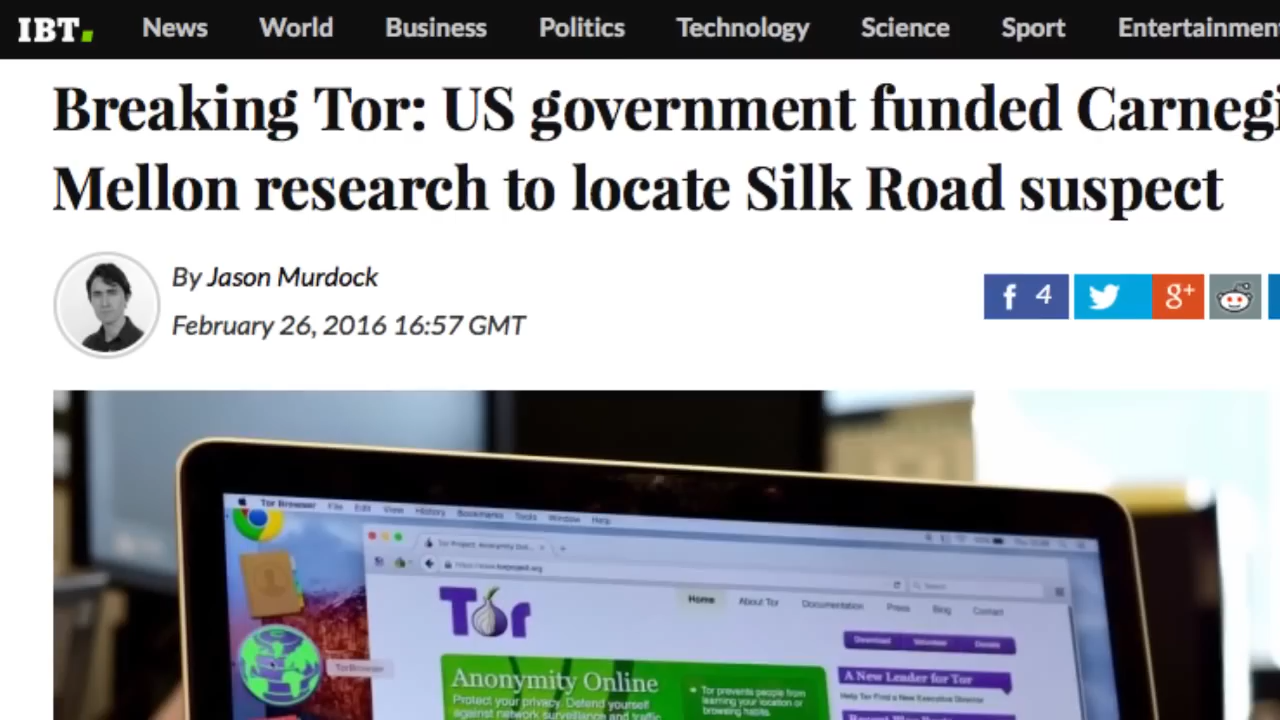 IBT. News World Business Politics Technology Science Sport Entertainmen
Breaking Tor: US government funded Carnegi
Mellon research to locate Silk Road suspect
By Jason Murdock
February 26, 2016 16:57 GMT
f 4 g+
Tor Browser File Edit View History Bookmarks Tools Window Help
Tor Project: Anonymity Onl...
https://www.torproject.org
Search
Tor
Home About Tor Documentation Press Blog Contact
Download Volunteer Donate
TorBrowser
Anonymity Online
Protect your privacy. Defend yourself
against network surveillance and traffic
Tor prevents people from
learning your location or
browsing habits.
A New Leader for Tor
Help Tor Find a New Executive Director